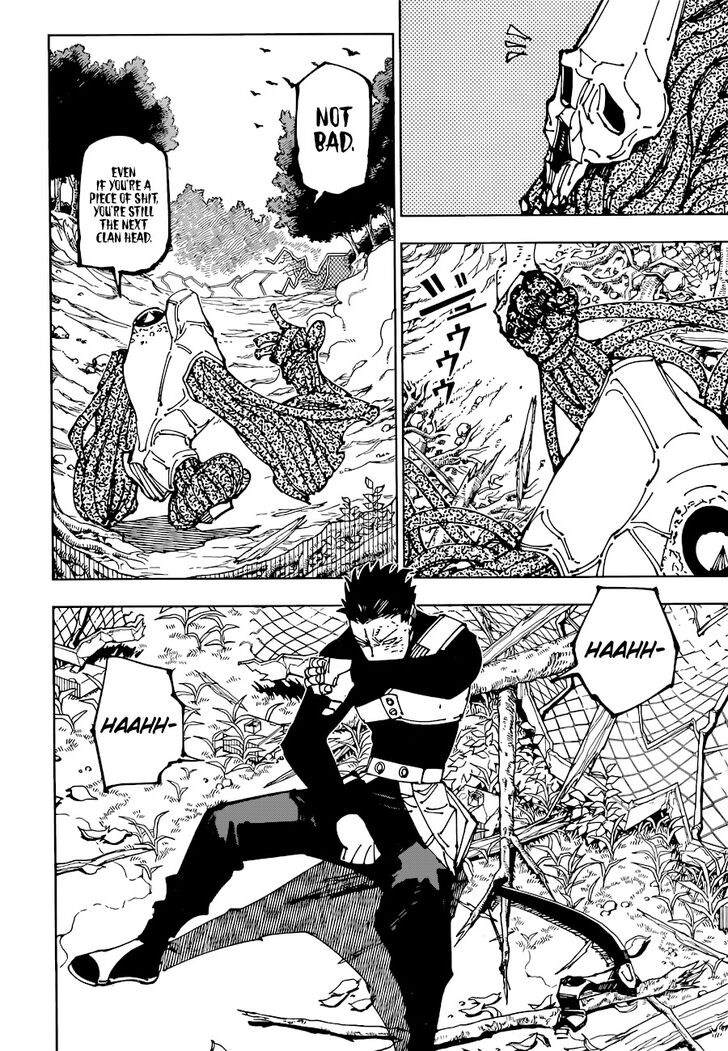 ジュウウウ
NOT
BAD.
EVEN
IF YOU'RE A
PIECE OF SHIT,
YOU'RE STILL
THE NEXT
CLAN HEAD.
HAAHH-
HAAHH-